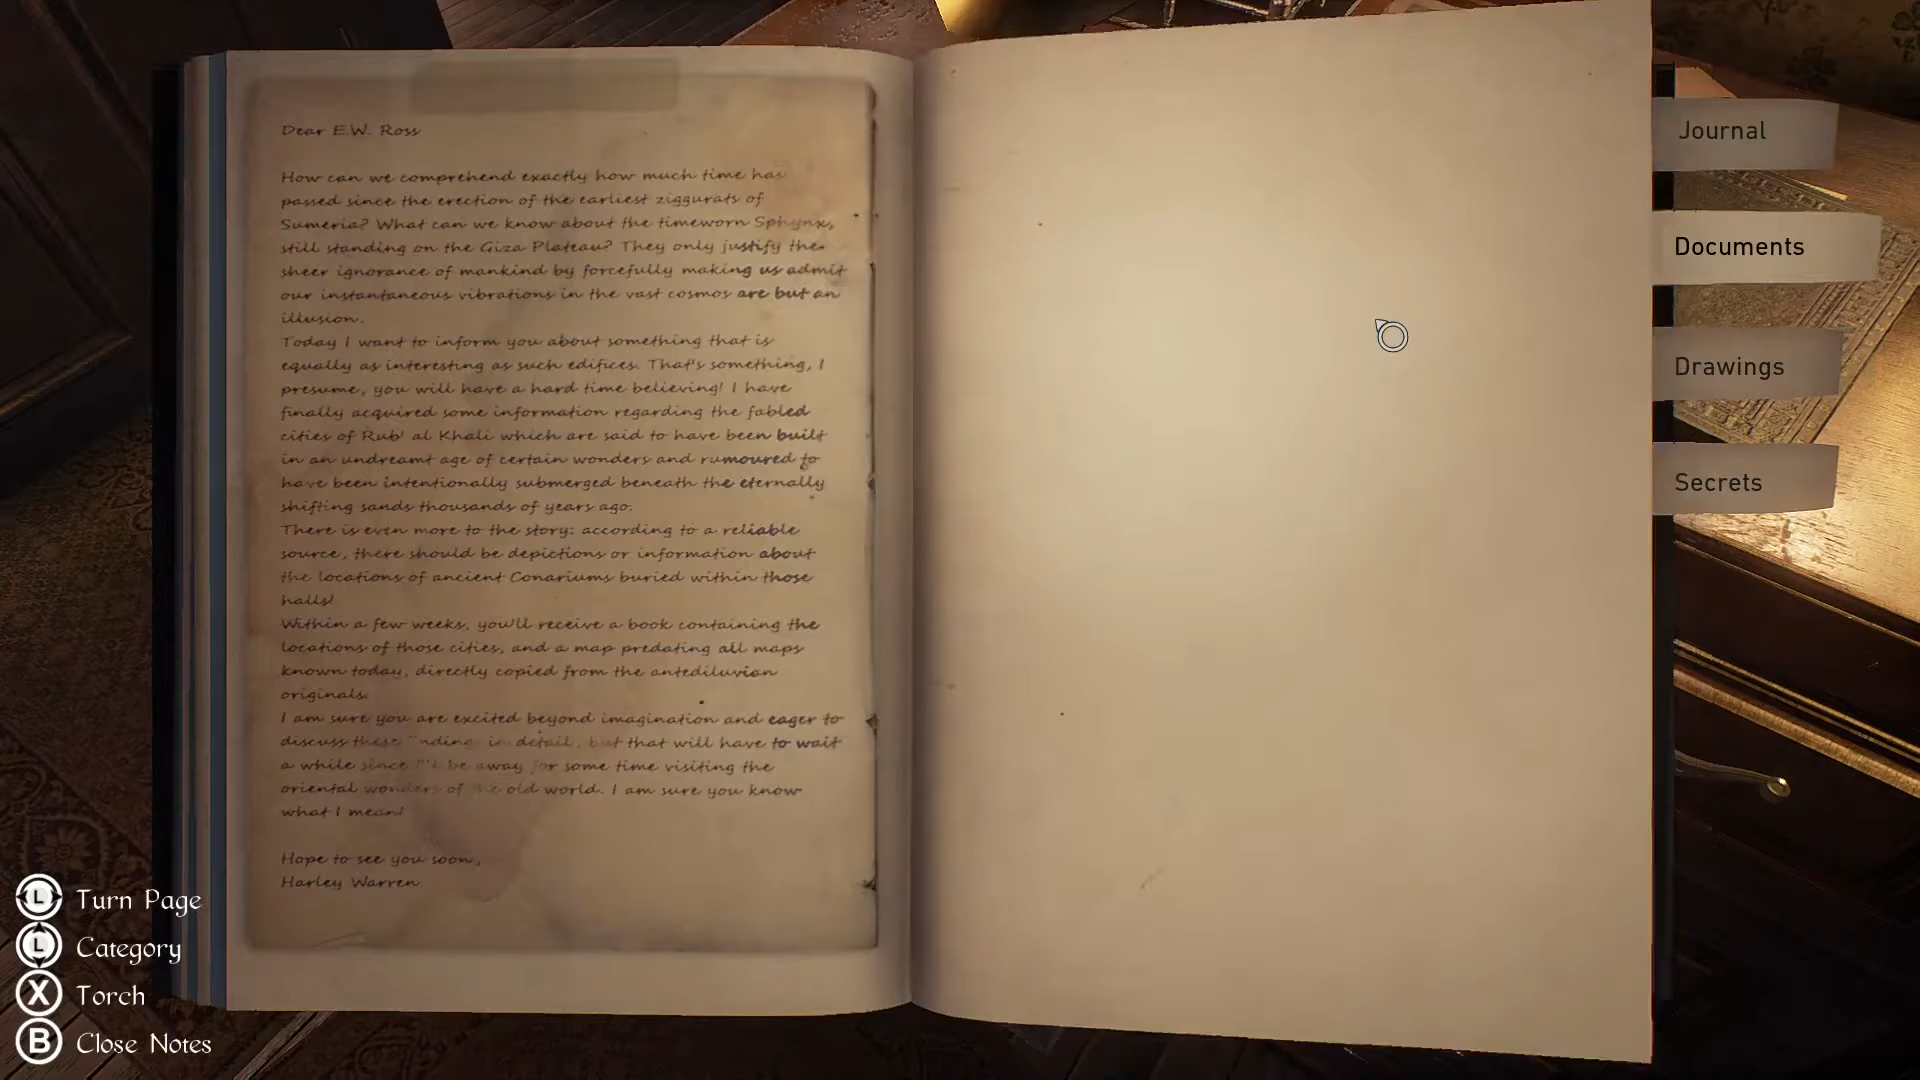 Dear E.W. Ross
How can we comprehend exactly how much time has
passed since the erection of the earliest ziggurats of
Sumeria? What can we know about the timeworn Sphynx,
still standing on the Giza Plateau? They only justify the
sheer ignorance of mankind by forcefully making us admit
our instantaneous vibrations in the vast cosmos are but an
illusion.
Today I want to inform you about something that is
equally as interesting as such edifices. That's something, I
presume, you will have a hard time believing! I have
finally acquired some information regarding the fabled
cities of Rub' al Khali which are said to have been built
in an undreamt age of certain wonders and rumoured to
have been intentionally submerged beneath the eternally
shifting sands thousands of years ago.
There is even more to the story: according to a reliable
source, there should be depictions or information about
the locations of ancient Conariums buried within those
halls!
Within a few weeks, you'll receive a book containing the
locations of those cities, and a map predating all maps
known today, directly copied from the antediluvian
originals.
I am sure you are excited beyond imagination and eager to
discuss these in detail, but that will have to wait
a while since be away for some time visiting the
oriental wonders of the old world. I am sure you know
what I mean!
Hope to see you soon,
Harley Warren
Journal
Documents
Drawings
Secrets
L Turn Page
L Category
X Torch
B Close Notes